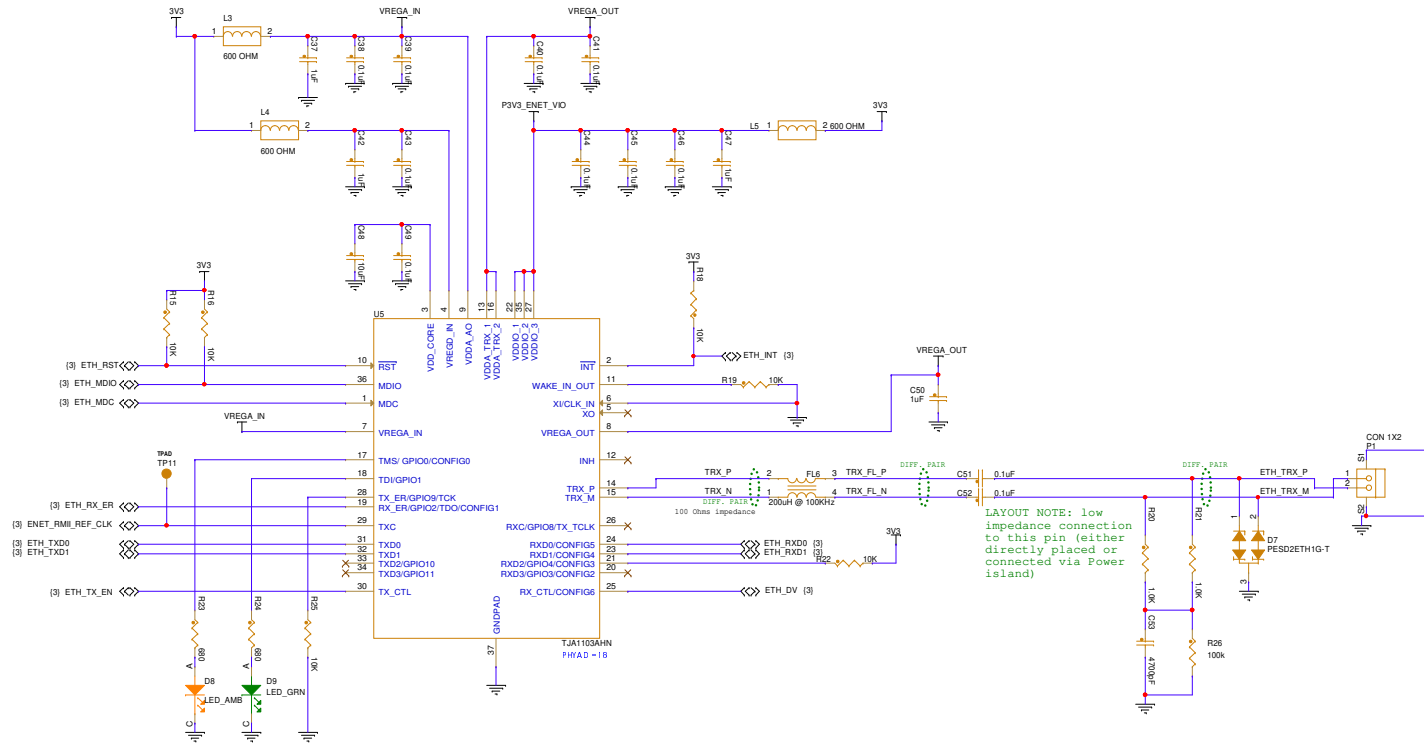 3V3
L3
1
2
600 OHM
VREGA_IN
C37
1uF
C38
0.1uF
C39
0.1uF
VREGA_OUT
C40
0.1uF
C41
0.1uF
L4
1
2
600 OHM
C42
1uF
C43
0.1uF
P3V3_ENET_VIO
C44
0.1uF
C45
0.1uF
C46
0.1uF
C47
1uF
L5
1
2
600 OHM
3V3
C48
10uF
C49
0.1uF
3V3
R15
10K
R16
10K
3V3
R18
10K
U5
3
VDD_CORE
4
VREGD_IN
9
VDDA_AO
13
VDDA_TRX_1
16
VDDA_TRX_2
22
VDDIO_1
35
VDDIO_2
27
VDDIO_3
{3} ETH_RST
10
RST
{3} ETH_MDIO
36
MDIO
{3} ETH_MDC
1
MDC
VREGA_IN
7
VREGA_IN
17
TMS/ GPIO0/CONFIG0
TPAD
TP11
18
TDI/GPIO1
28
TX_ER/GPIO9/TCK
{3} ETH_RX_ER
19
RX_ER/GPIO2/TDO/CONFIG1
{3} ENET_RMII_REF_CLK
29
TXC
{3} ETH_TXD0
31
TXD0
{3} ETH_TXD1
32
TXD1
33
TXD2/GPIO10
34
TXD3/GPIO11
{3} ETH_TX_EN
30
TX_CTL
INT
2
ETH_INT {3}
WAKE_IN_OUT
11
R19
10K
XI/CLK_IN
6
XO
5
VREGA_OUT
8
VREGA_OUT
C50
1uF
INH
12
TRX_P
14
TRX_M
15
RXC/GPIO8/TX_TCLK
26
RXD0/CONFIG5
24
ETH_RXD0 {3}
RXD1/CONFIG4
23
ETH_RXD1 {3}
RXD2/GPIO4/CONFIG3
21
R22
10K
3V3
RXD3/GPIO3/CONFIG2
20
RX_CTL/CONFIG6
25
ETH_DV {3}
GNDPAD
37
TJA1103AHN
PHYAD = 18
TRX_P
TRX_N
DIFF. PAIR
100 Ohms impedance
2
1
FL6
200uH @ 100KHz
3
4
TRX_FL_P
TRX_FL_N
DIFF. PAIR
C51
0.1uF
C52
0.1uF
DIFF. PAIR
ETH_TRX_P
ETH_TRX_M
CON 1X2
P1
S1
1
2
S2
LAYOUT NOTE: low
impedance connection
to this pin (either
directly placed or
connected via Power
island)
R20
1.0K
R21
1.0K
1
2
D7
PESD2ETH1G-T
3
C53
4700pF
R26
100k
R23
680
R24
680
R25
10K
A
D8
LED_AMB
C
A
D9
LED_GRN
C